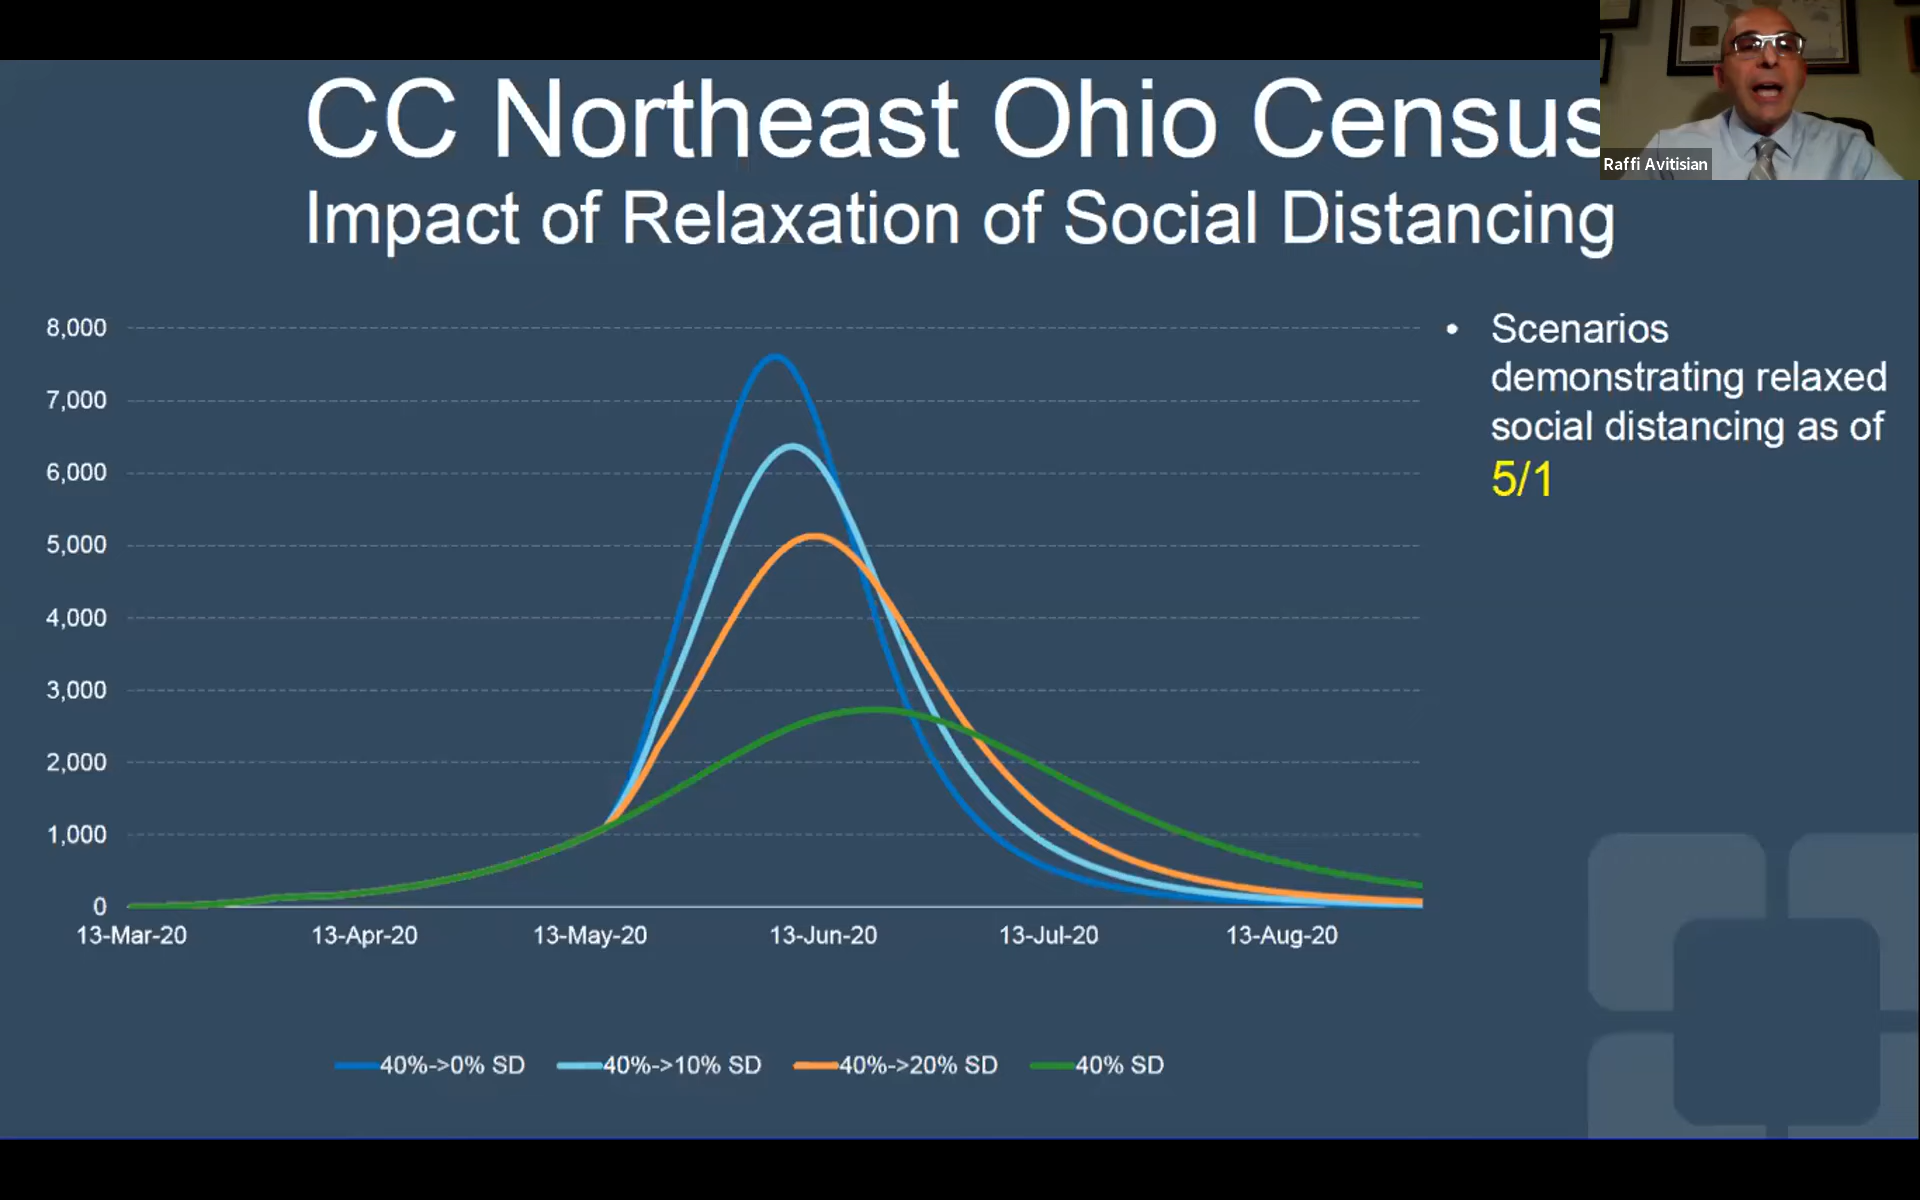 CC Northeast Ohio Census
Raffi Avitisian
Impact of Relaxation of Social Distancing
8,000
7,000
6,000
5,000
4,000
3,000
2,000
1,000
0
13-Mar-20 13-Apr-20 13-May-20 13-Jun-20 13-Jul-20 13-Aug-20
40%->0% SD 40%->10% SD 40%->20% SD 40% SD
• Scenarios
demonstrating relaxed
social distancing as of
5/1